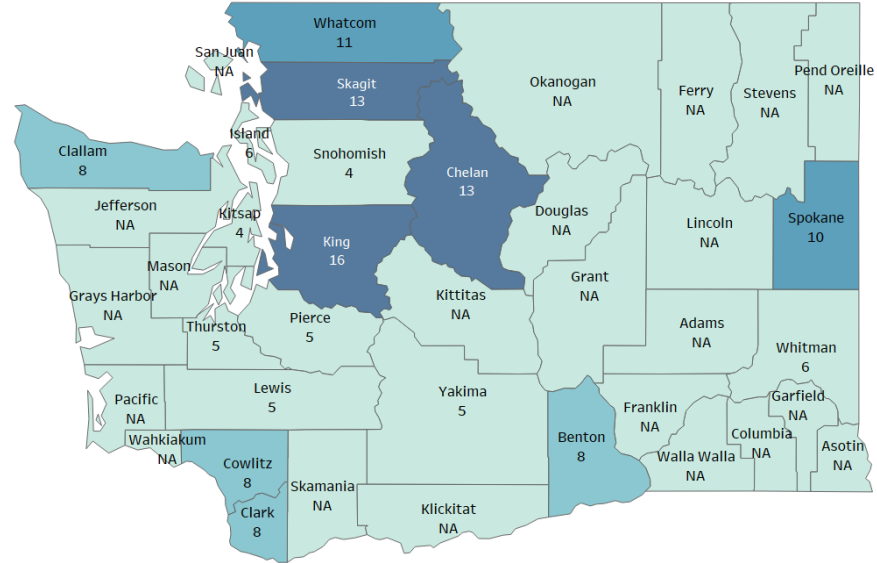 Whatcom
11
San Juan
NA
Skagit
13
Okanogan
NA
Ferry
NA
Stevens
NA
Pend Oreille
NA
Island
6
Clallam
8
Snohomish
4
Chelan
13
Jefferson
NA
Kitsap
4
Douglas
NA
Lincoln
NA
Spokane
10
King
16
Mason
NA
Grays Harbor
NA
Kittitas
NA
Grant
NA
Thurston
5
Pierce
5
Adams
NA
Whitman
6
Pacific
NA
Lewis
5
Yakima
5
Franklin
NA
Garfield
NA
Wahkiakum
NA
Benton
8
Columbia
NA
Walla Walla
NA
Asotin
NA
Cowlitz
8
Skamania
NA
Clark
8
Klickitat
NA